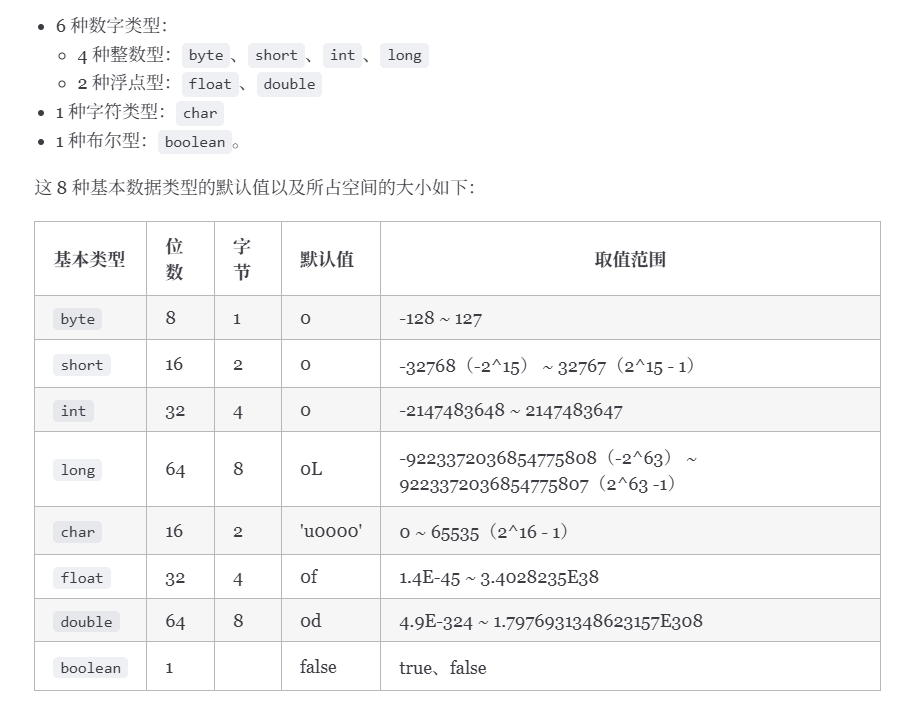 6 种数字类型：
4 种整数型： byte 、 short 、 int 、 long
2 种浮点型： float 、 double
1 种字符类型： char
1 种布尔型： boolean 。
这 8 种基本数据类型的默认值以及所占空间的大小如下：
基本类型 位数 字节 默认值 取值范围
byte 8 1 0 -128 ~ 127
short 16 2 0 -32768（-2^15） ~ 32767（2^15 - 1）
int 32 4 0 -2147483648 ~ 2147483647
long 64 8 0L -9223372036854775808（-2^63） ~
9223372036854775807（2^63 -1）
char 16 2 'u0000' 0 ~ 65535（2^16 - 1）
float 32 4 0f 1.4E-45 ~ 3.4028235E38
double 64 8 0d 4.9E-324 ~ 1.7976931348623157E308
boolean 1 false true、false